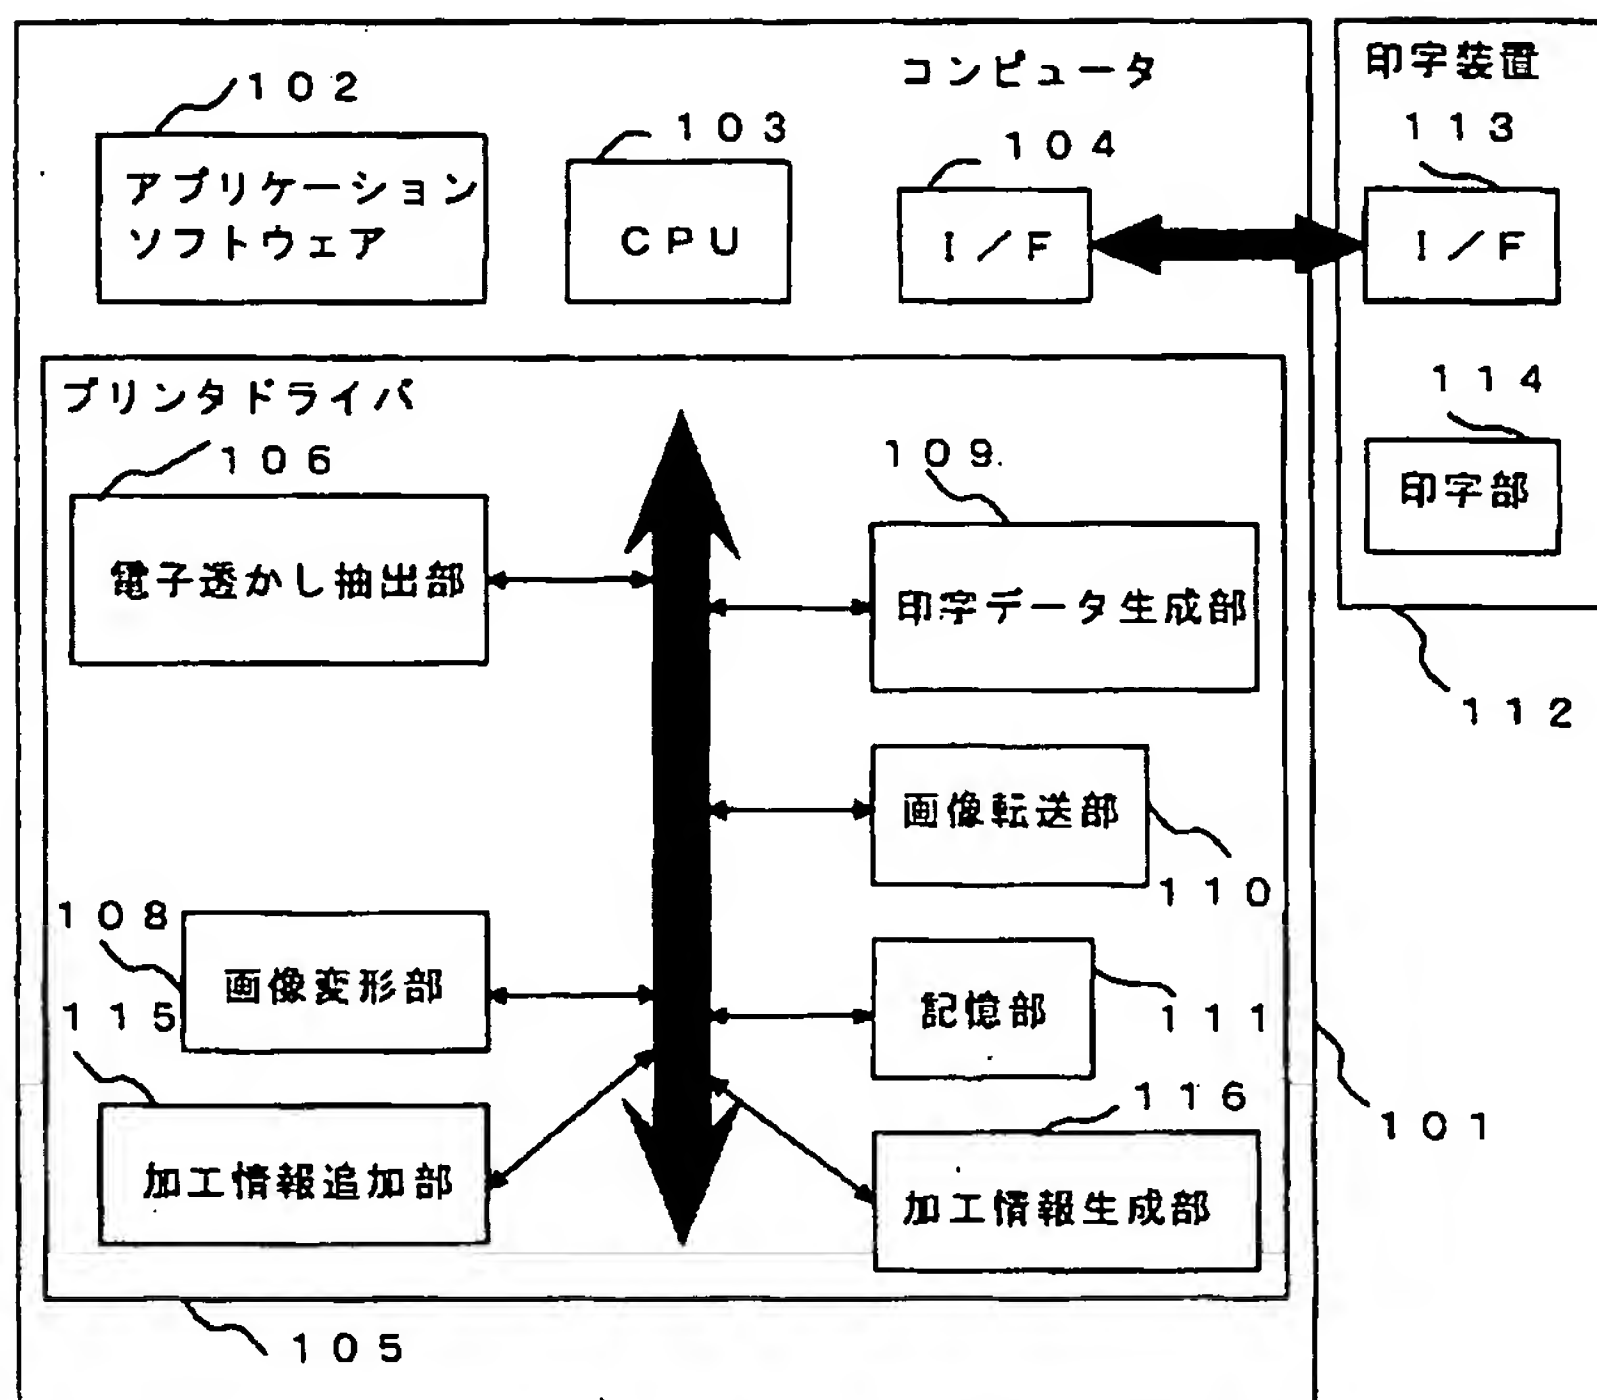 コンピュータ
印字装置
１０２
１０３
１０４
１１３
アプリケーション
ソフトウェア
ＣＰＵ
Ｉ／Ｆ
Ｉ／Ｆ
プリンタドライバ
１１４
１０６
１０９
印字部
電子透かし抽出部
印字データ生成部
１１２
画像転送部
１１０
１０８
画像変形部
記憶部
１１１
１１５
１１６
１０１
加工情報追加部
加工情報生成部
１０５